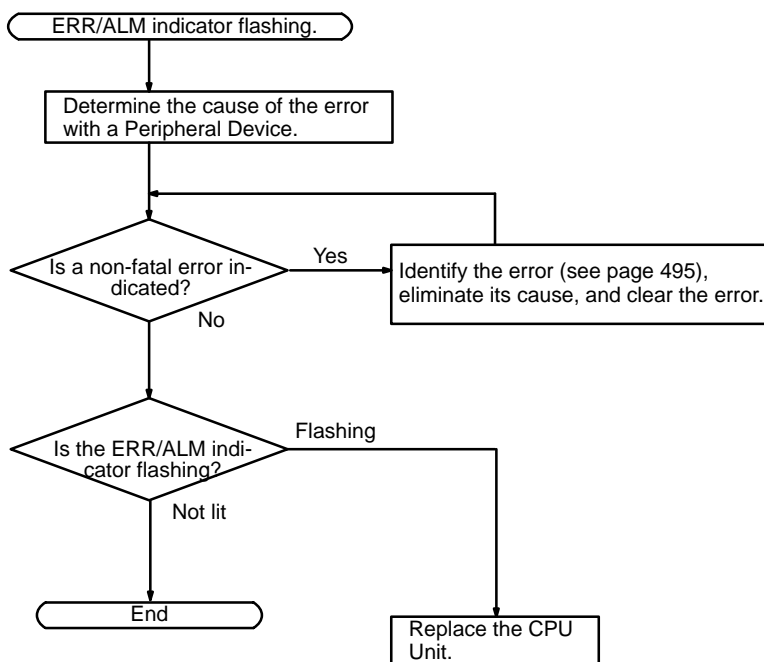 ERR/ALM indicator flashing.
Determine the cause of the error
with a Peripheral Device.
Is a non-fatal error in-
dicated?
Yes
Identify the error (see page 495),
eliminate its cause, and clear the error.
No
Is the ERR/ALM indi-
cator flashing?
Flashing
Not lit
End
Replace the CPU
Unit.